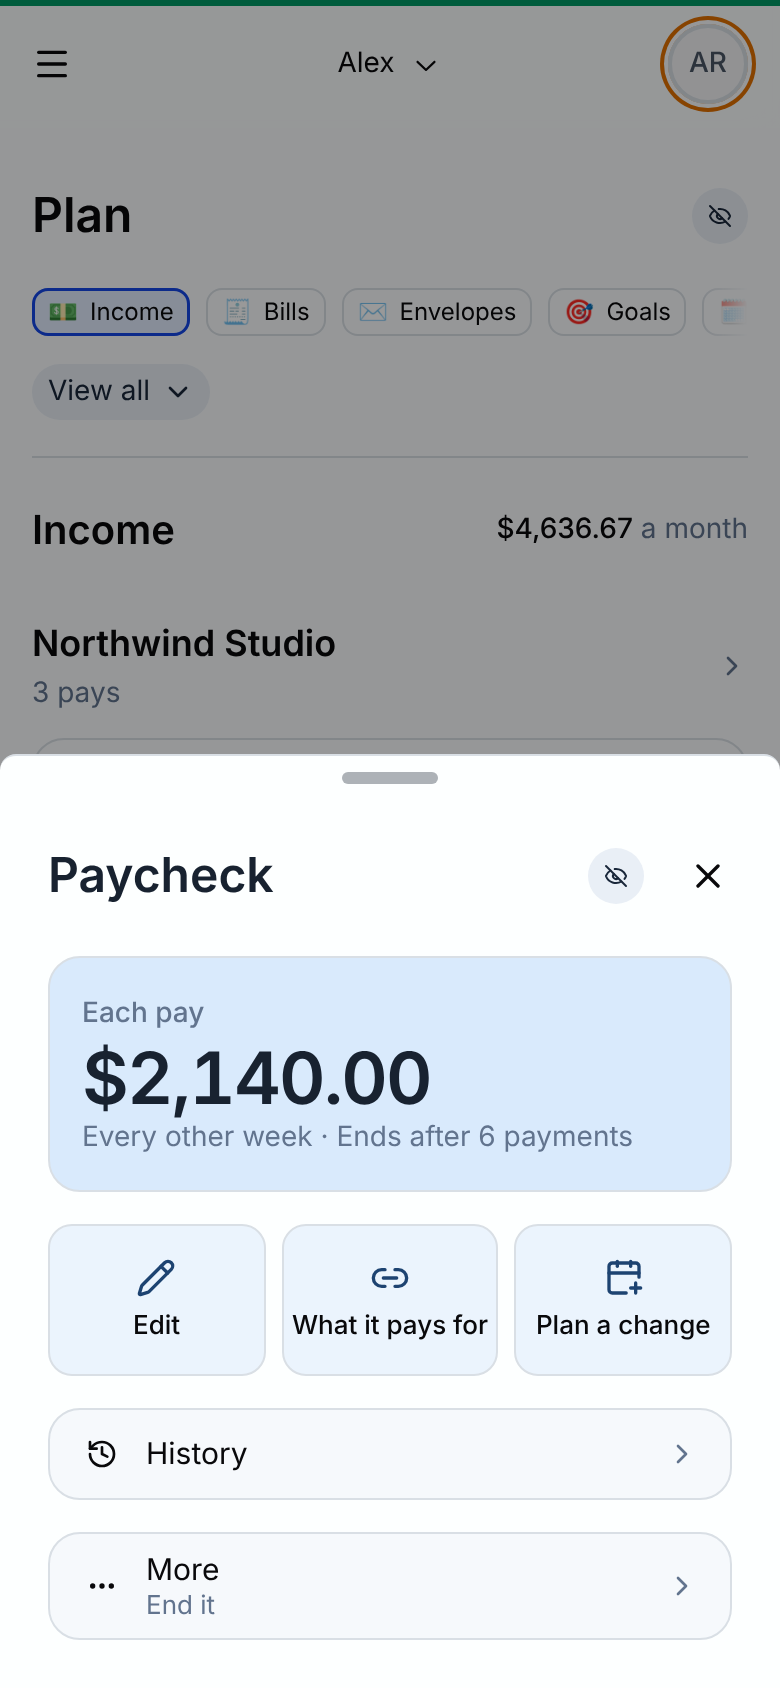 Alex
AR
Plan
Income
Bills
Envelopes
Goals
View all
Income
$4,636.67 a month
Northwind Studio
3 pays
Paycheck
Each pay
$2,140.00
Every other week · Ends after 6 payments
Edit
What it pays for
Plan a change
History
More
End it